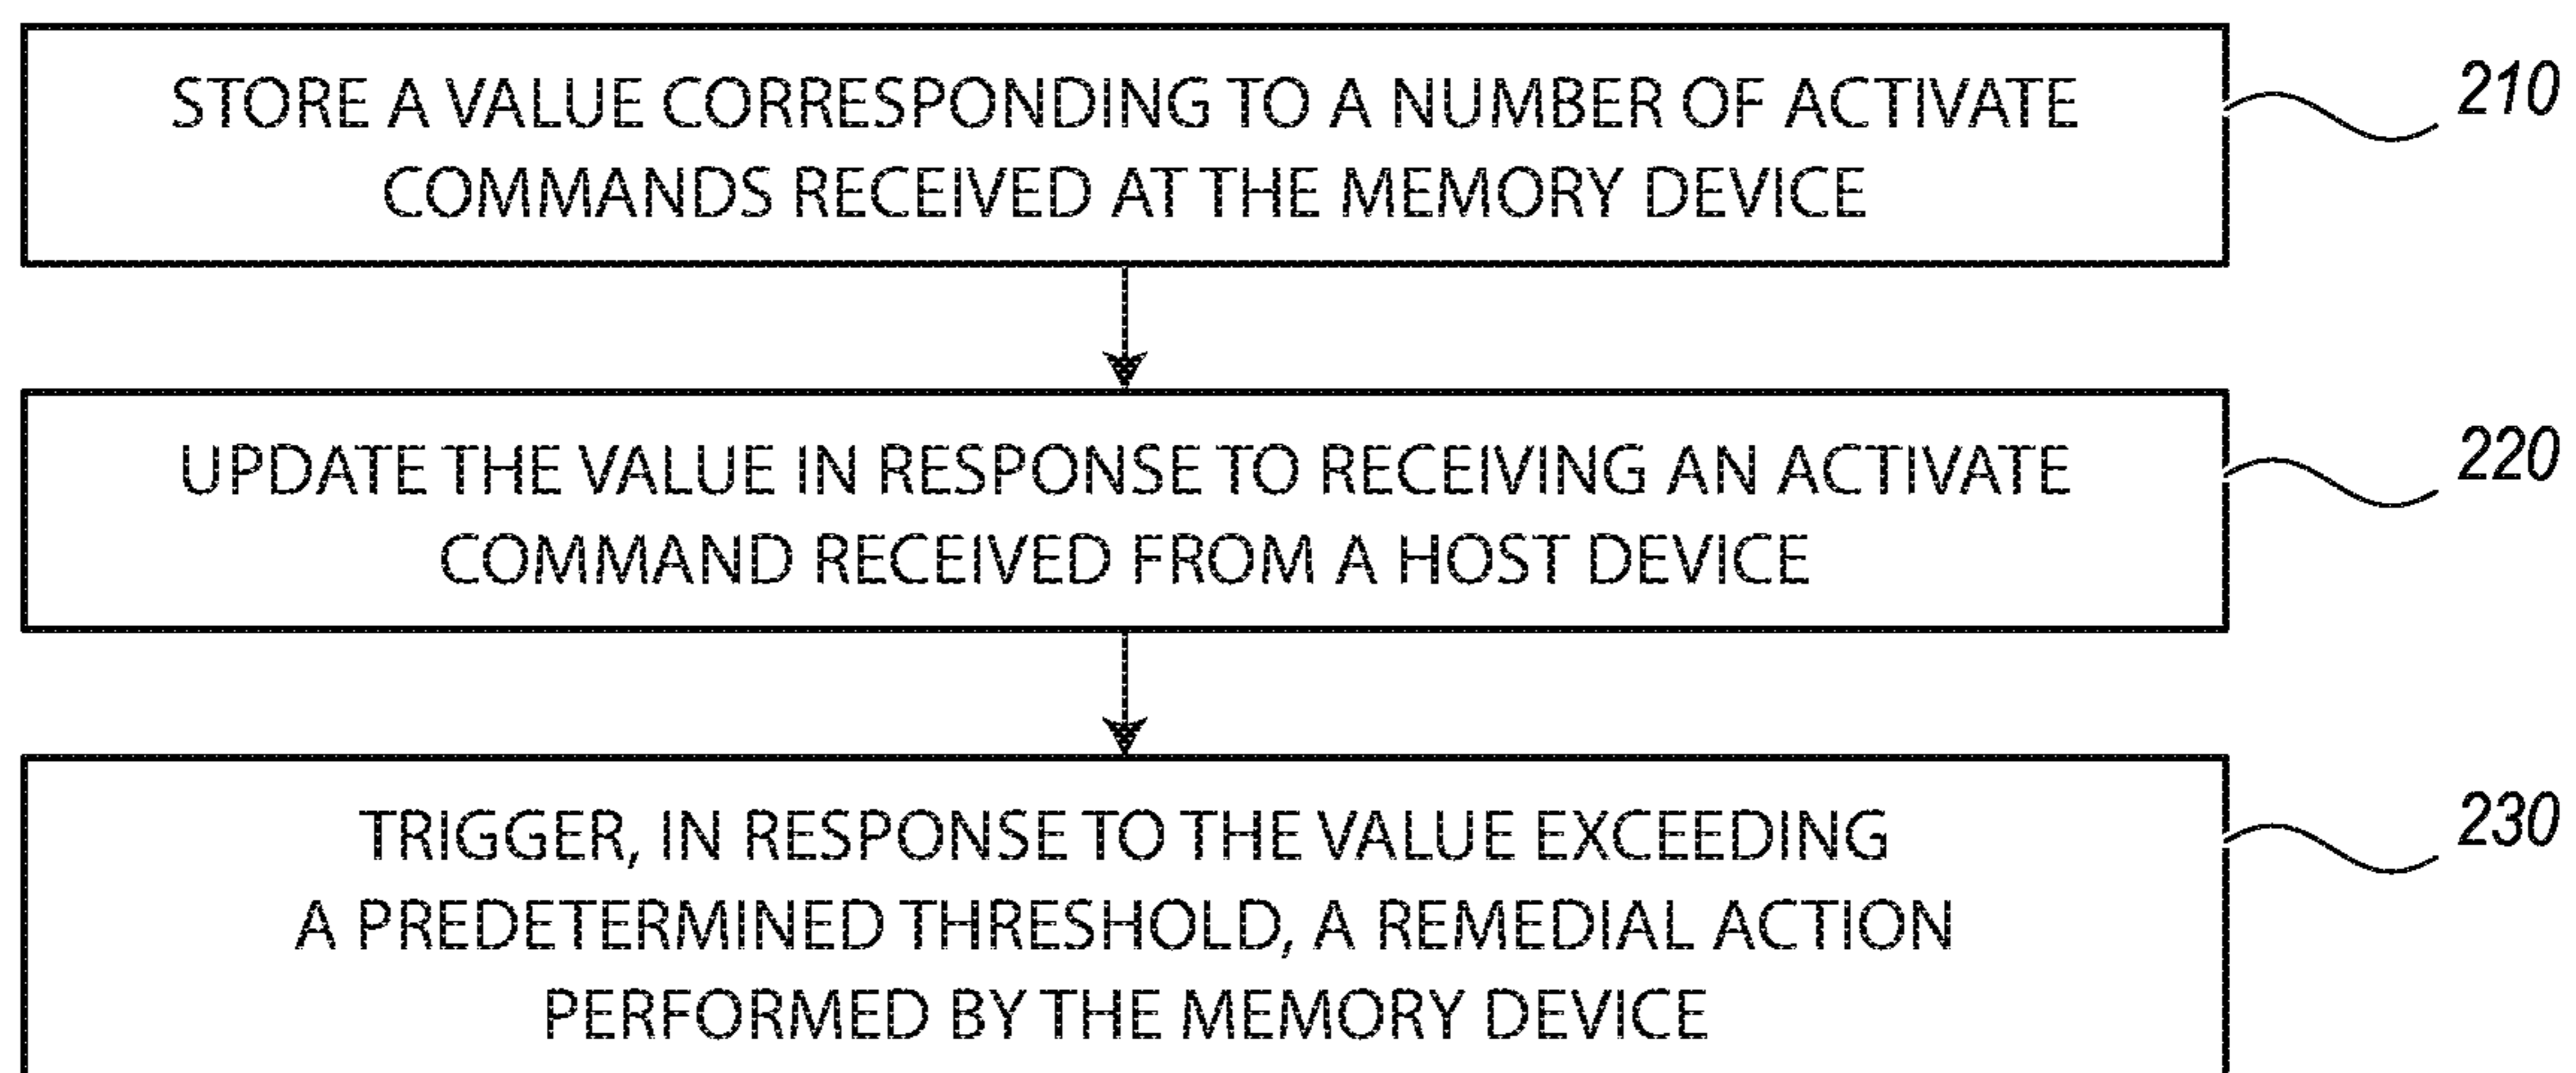 STORE A VALUE CORRESPONDING TO A NUMBER OF ACTIVATE
COMMANDS RECEIVED AT THE MEMORY DEVICE
210
UPDATE THE VALUE IN RESPONSE TO RECEIVING AN ACTIVATE
COMMAND RECEIVED FROM A HOST DEVICE
220
TRIGGER, IN RESPONSE TO THE VALUE EXCEEDING
A PREDETERMINED THRESHOLD, A REMEDIAL ACTION
PERFORMED BY THE MEMORY DEVICE
230